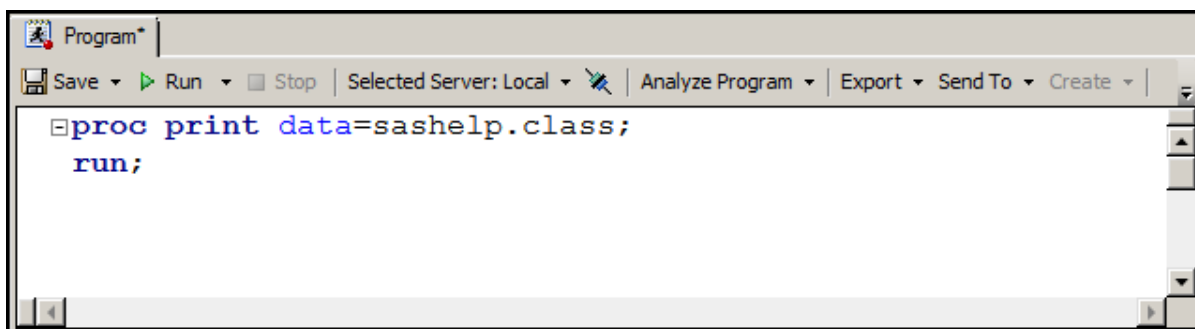 Program*
Save Run Stop Selected Server: Local Analyze Program Export Send To Create
proc print data=sashelp.class;
run;